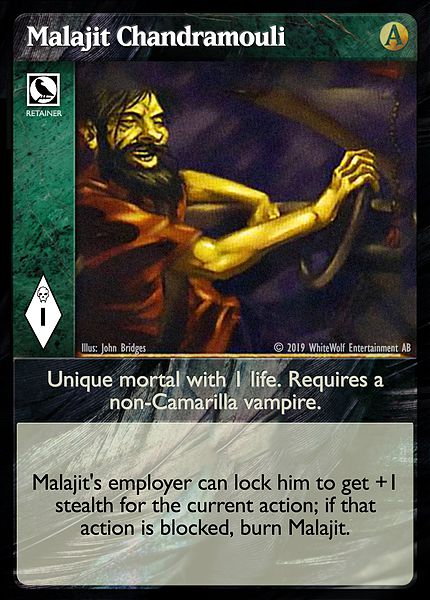 Malajit Chandramouli
A
RETAINER
1
Illus: John Bridges
© 2019 WhiteWolf Entertainment AB
Unique mortal with 1 life. Requires a
non-Camarilla vampire.
Malajit's employer can lock him to get +1
stealth for the current action; if that
action is blocked, burn Malajit.